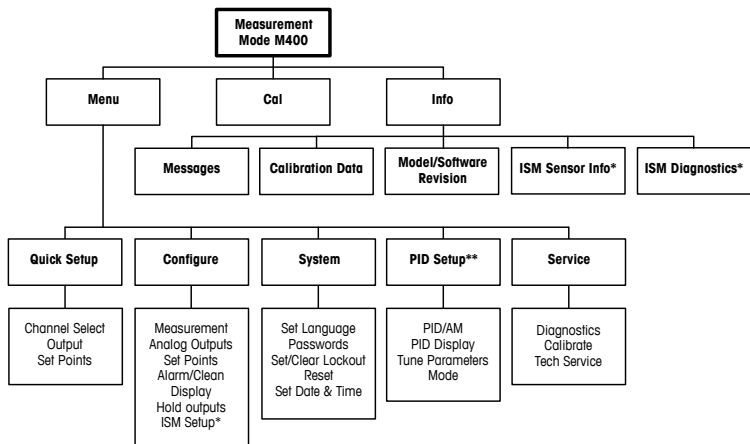 Measurement
Mode M400
Menu
Cal
Info
Messages
Calibration Data
Model/Software
Revision
ISM Sensor Info*
ISM Diagnostics*
Quick Setup
Configure
System
PID Setup**
Service
Channel Select
Output
Set Points
Measurement
Analog Outputs
Set Points
Alarm/Clean
Display
Hold outputs
ISM Setup*
Set Language
Passwords
Set/Clear Lockout
Reset
Set Date & Time
PID/AM
PID Display
Tune Parameters
Mode
Diagnostics
Calibrate
Tech Service